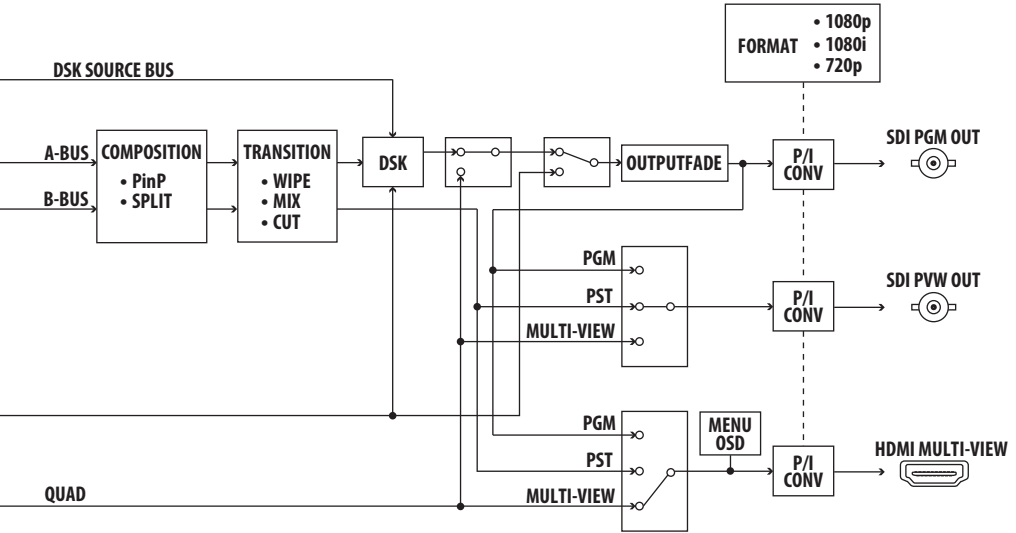 FORMAT
• 1080p
• 1080i
• 720p
DSK SOURCE BUS
A-BUS
B-BUS
COMPOSITION
• PinP
• SPLIT
TRANSITION
• WIPE
• MIX
• CUT
DSK
OUTPUTFADE
P/I
CONV
SDI PGM OUT
PGM
PST
MULTI-VIEW
P/I
CONV
SDI PVW OUT
PGM
PST
MULTI-VIEW
MENU
OSD
P/I
CONV
HDMI MULTI-VIEW
QUAD